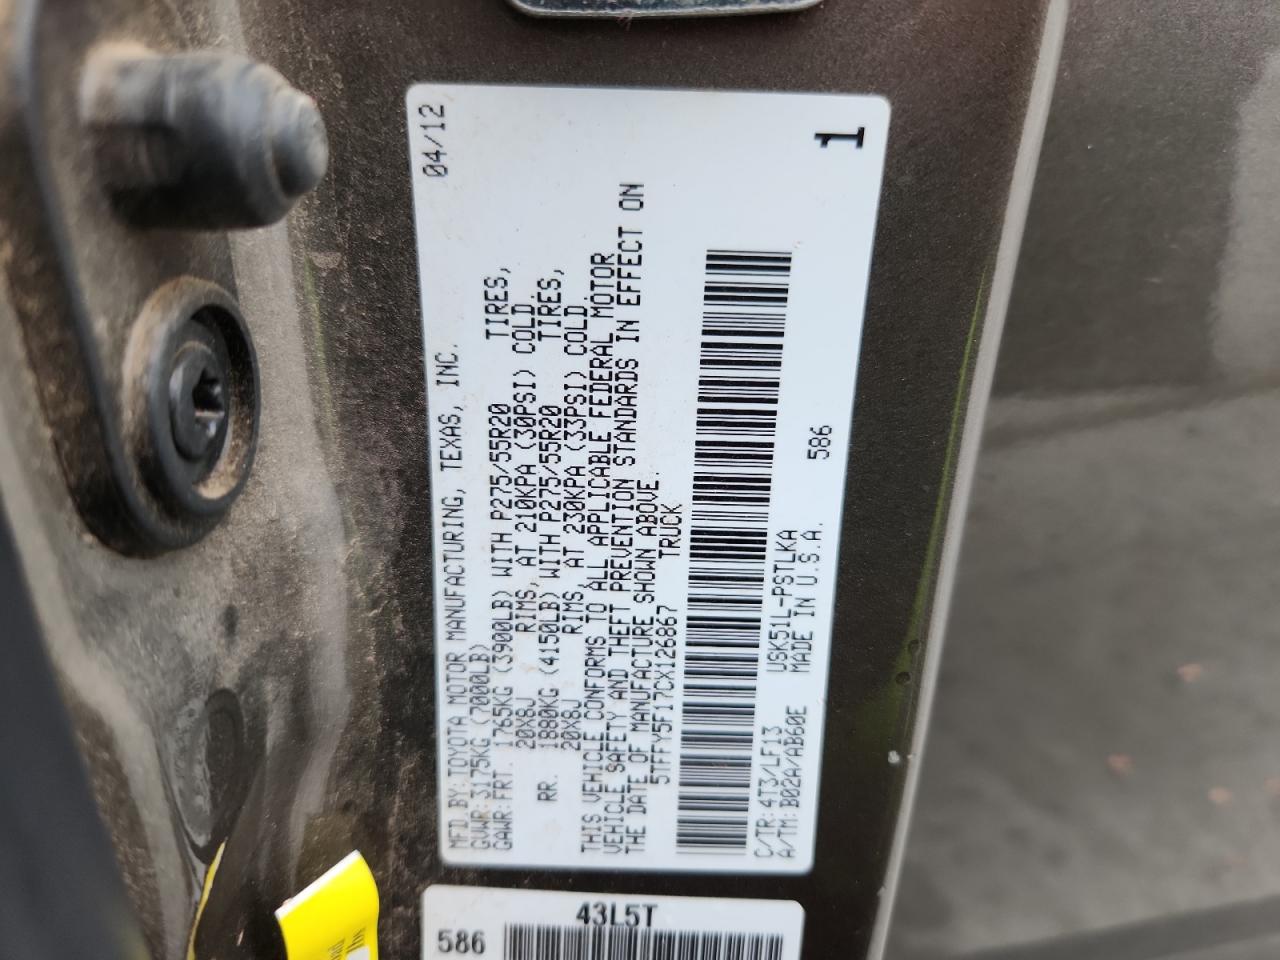 MFD.BY:TOYOTA MOTOR MANUFACTURING, TEXAS, INC. 04/12
GVWR:3175KG (7000LB)
GAWR:FRT. 1765KG (3900LB) WITH P275/55R20 TIRES,
20X8J RIMS, AT 210KPA (30PSI) COLD.
RR. 1880KG (4150LB) WITH P275/55R20 TIRES,
20X8J RIMS, AT 230KPA (33PSI) COLD.
THIS VEHICLE CONFORMS TO ALL APPLICABLE FEDERAL MOTOR
VEHICLE SAFETY AND THEFT PREVENTION STANDARDS IN EFFECT ON
THE DATE OF MANUFACTURE SHOWN ABOVE.
5TFFY5F17CX126867 TRUCK
C/TR:4T3/LF13 USK51L-PSTLKA 586
A/TM:B02A/AB60E MADE IN U.S.A.
1
43L5T
586
lbs